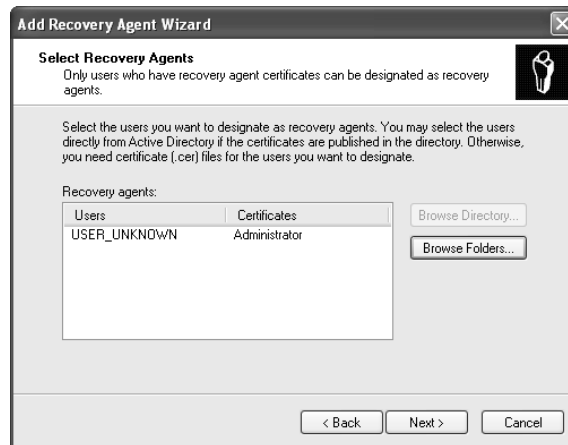 Add Recovery Agent Wizard
Select Recovery Agents
Only users who have recovery agent certificates can be designated as recovery
agents.
Select the users you want to designate as recovery agents. You may select the users
directly from Active Directory if the certificates are published in the directory. Otherwise,
you need certificate (.cer) files for the users you want to designate.
Recovery agents:
Users Certificates
USER_UNKNOWN Administrator
Browse Directory...
Browse Folders...
< Back Next > Cancel